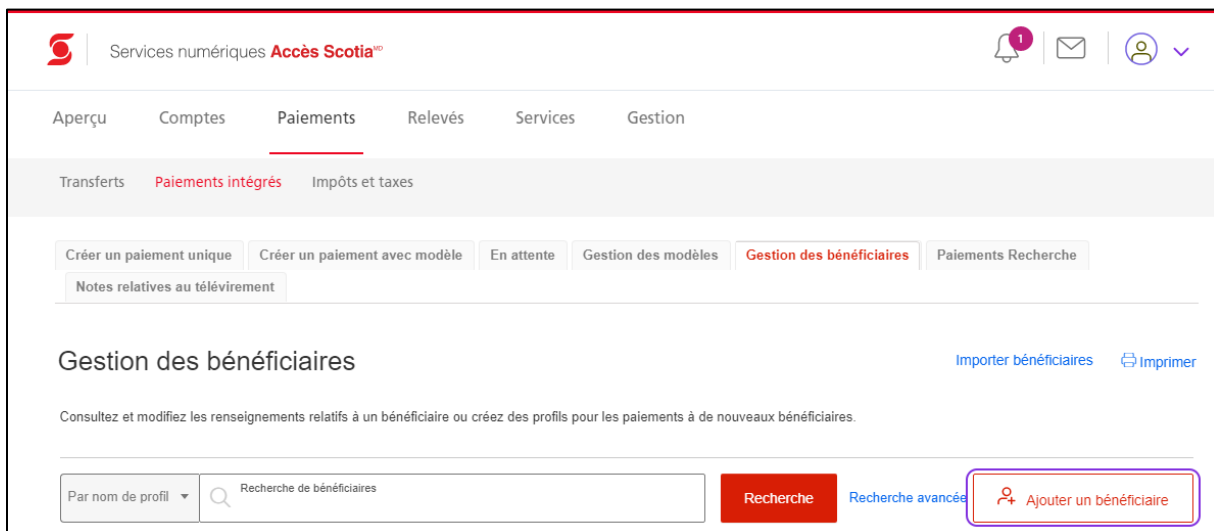 Services numériques Accès Scotia MD
1
Aperçu Comptes Paiements Relevés Services Gestion
Transferts Paiements intégrés Impôts et taxes
Créer un paiement unique Créer un paiement avec modèle En attente Gestion des modèles Gestion des bénéficiaires Paiements Recherche
Notes relatives au télévirement
Gestion des bénéficiaires Importer bénéficiaires Imprimer
Consultez et modifiez les renseignements relatifs à un bénéficiaire ou créez des profils pour les paiements à de nouveaux bénéficiaires.
Par nom de profil Recherche de bénéficiaires Recherche Recherche avancée Ajouter un bénéficiaire